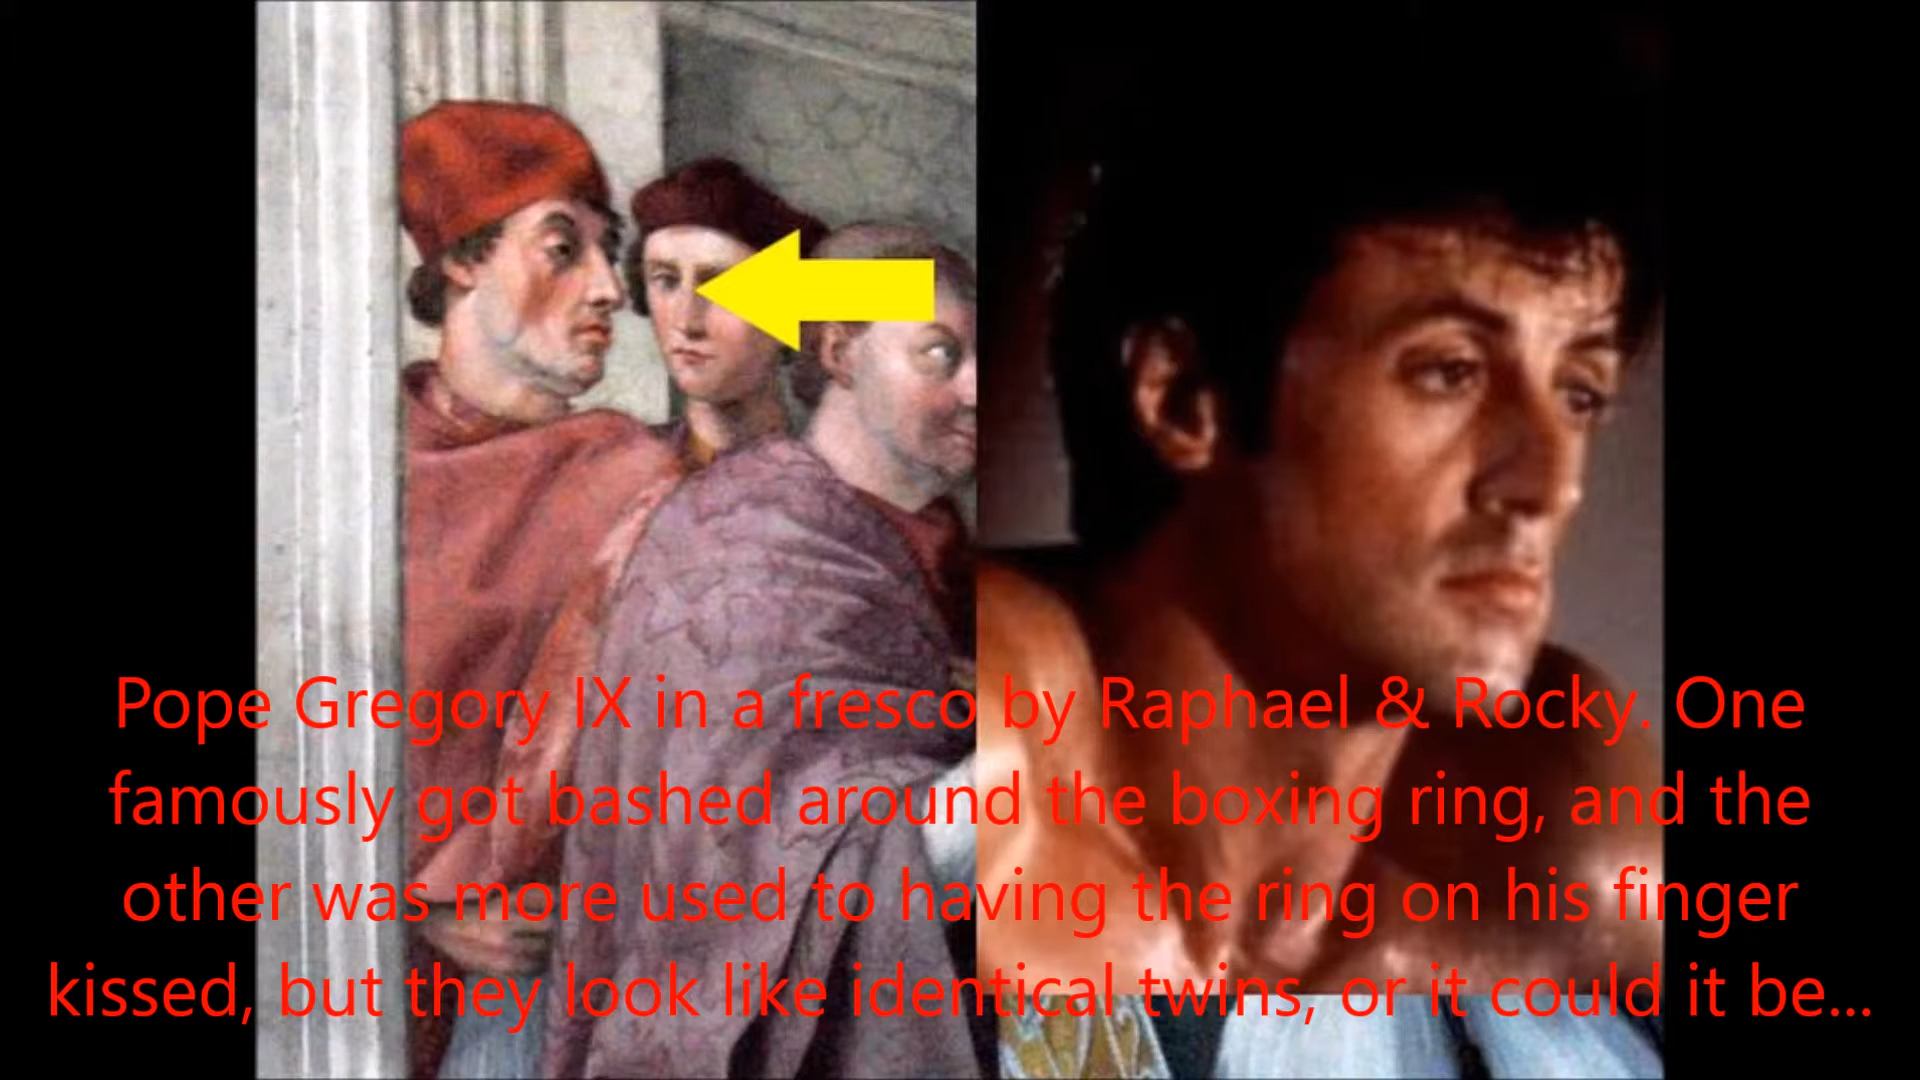 Pope Gregory IX in a fresco by Raphael & Rocky. One
famously got bashed around the boxing ring, and the
other was more used to having the ring on his finger
kissed, but they look like identical twins, or it could it be...